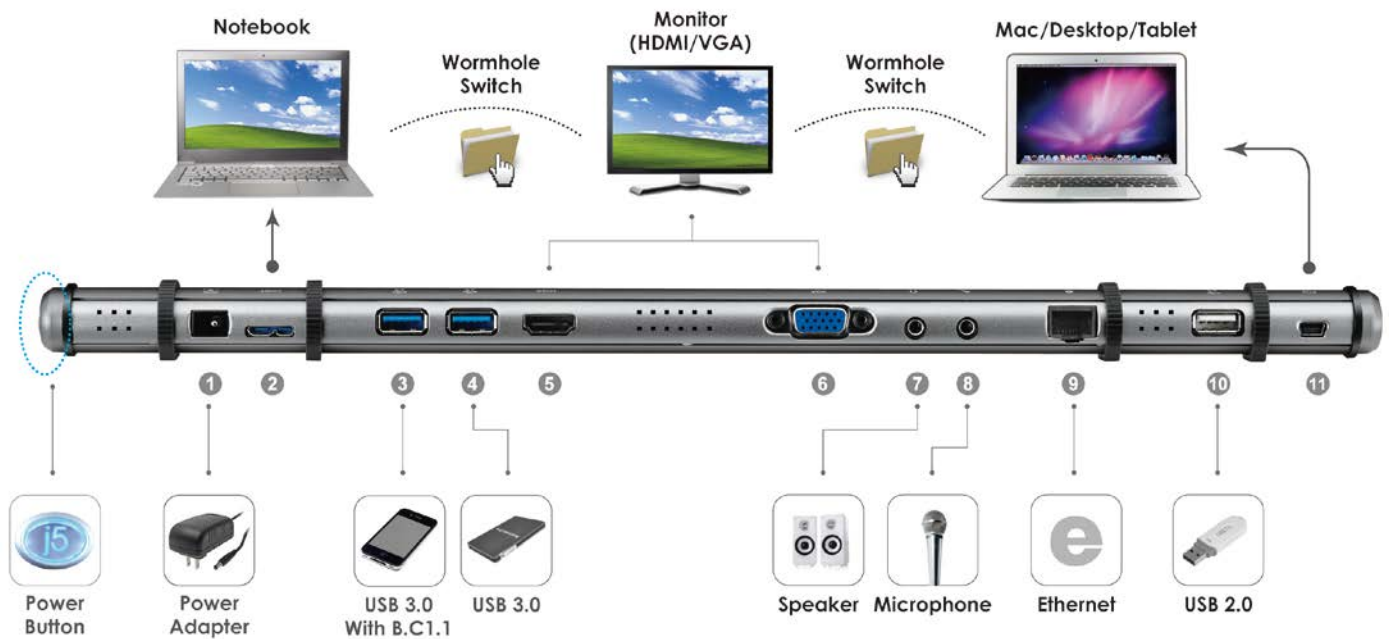 Notebook
Wormhole
Switch
Monitor
(HDMI/VGA)
Wormhole
Switch
Mac/Desktop/Tablet
1
2
3
4
5
6
7
8
9
10
11
j5
e
Power
Button
Power
Adapter
USB 3.0
With B.C1.1
USB 3.0
Speaker
Microphone
Ethernet
USB 2.0